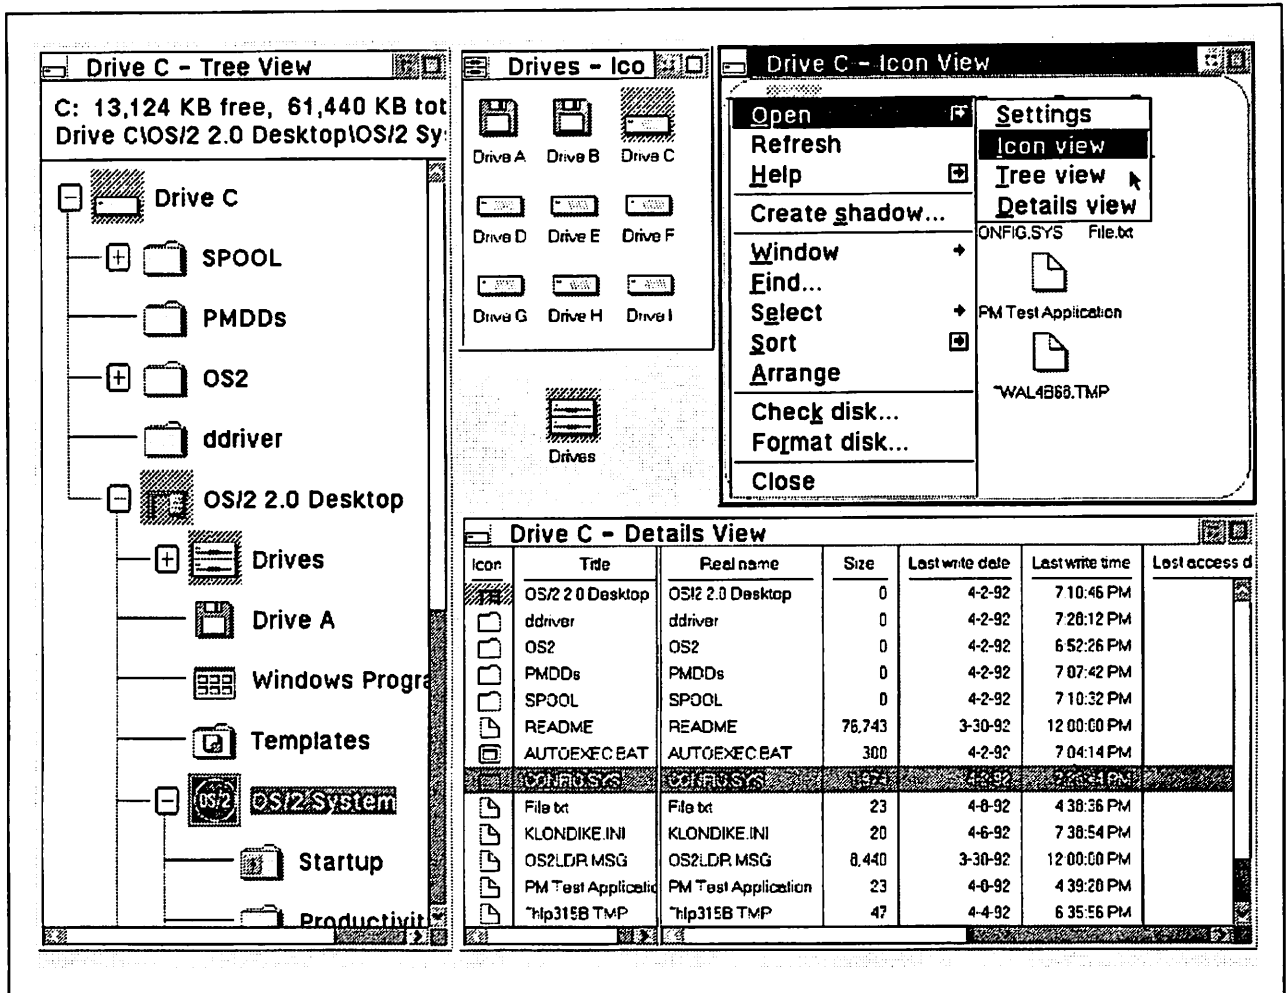 Drive C - Tree View
C: 13,124 KB free, 61,440 KB tot
Drive C\OS/2 2.0 Desktop\OS/2 Sy
Drive C
SPOOL
PMDDs
OS2
ddriver
OS/2 2.0 Desktop
Drives
Drive A
Windows Progra
Templates
OS/2 System
Startup
Productivit
Drives - Ico
Drive A Drive B Drive C
Drive D Drive E Drive F
Drive G Drive H Drive I
Drives
Drive C - Icon View
Open
Refresh
Help
Create shadow...
Window
Find...
Select
Sort
Arrange
Check disk...
Format disk...
Close
Settings
Icon view
Tree view
Details view
ONFIG.SYS File.txt
PM Test Application
Drive C - Details View
Icon Title Real name Size Last write date Last write time Last access d
OS/2 2.0 Desktop OS!2 2.0 Desktop 0 4-2-92 7:10:46 PM
ddriver ddriver 0 4-2-92 7:28:12 PM
OS2 OS2 0 4-2-92 6:52:26 PM
PMDDs PMDDs 0 4-2-92 7:07:42 PM
SPOOL SPOOL 0 4-2-92 7:10:32 PM
README README 76,743 3-30-92 12:00:00 PM
AUTOEXEC.BAT AUTOEXEC.BAT 300 4-2-92 7:04:14 PM
CONFIG.SYS CONFIG.SYS
File.txt File.txt 23 4:38:36 PM
KLONDIKE.INI KLONDIKE.INI 20 4-6-92 7:38:54 PM
OS2LDR.MSG OS2LDR.MSG 8,440 3-30-92 12:00:00 PM
PM Test Applicatio PM Test Application 23 4:39:20 PM
~hlp315B.TMP ~hlp315B.TMP 47 4-4-92 6:35:56 PM